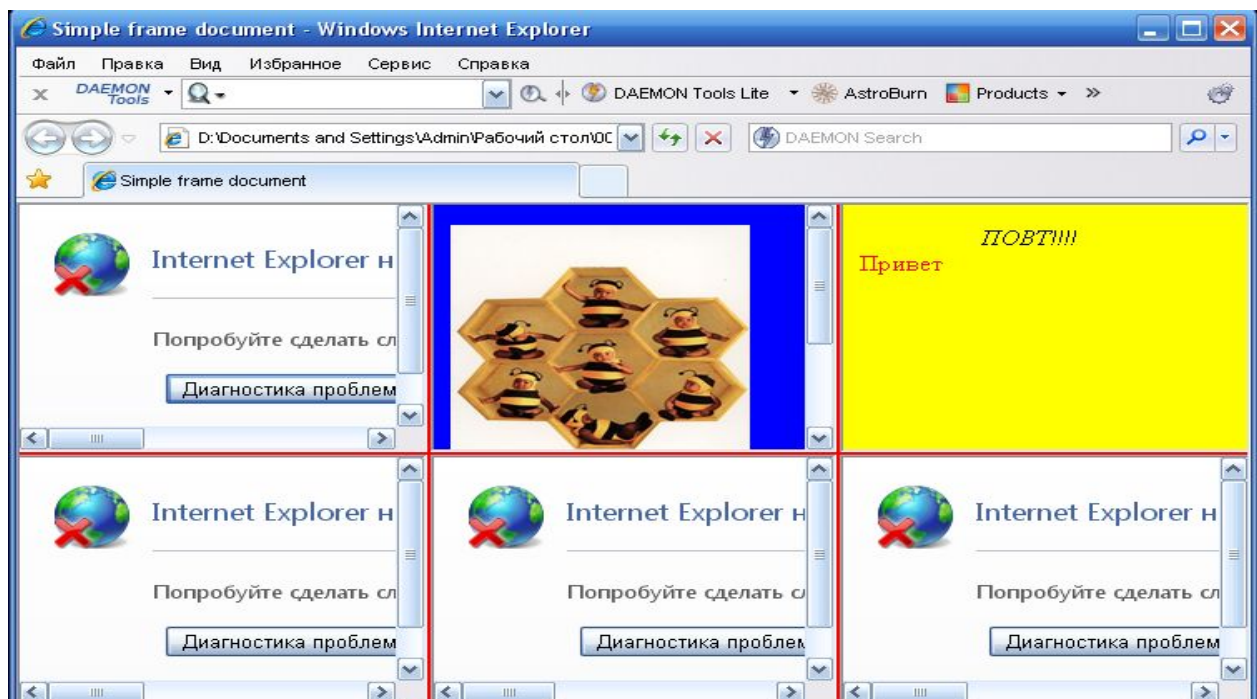 Simple frame document - Windows Internet Explorer
Файл Правка Вид Избранное Сервис Справка
DAEMON Tools
DAEMON Tools Lite AstroBurn Products
D:\Documents and Settings\Admin\Рабочий стол\
DAEMON Search
Simple frame document
Internet Explorer н
Попробуйте сделать сл
Диагностика проблем
ПОВТ!!!!
Привет
Internet Explorer н
Попробуйте сделать сл
Диагностика проблем
Internet Explorer н
Попробуйте сделать сл
Диагностика проблем
Internet Explorer н
Попробуйте сделать сл
Диагностика проблем